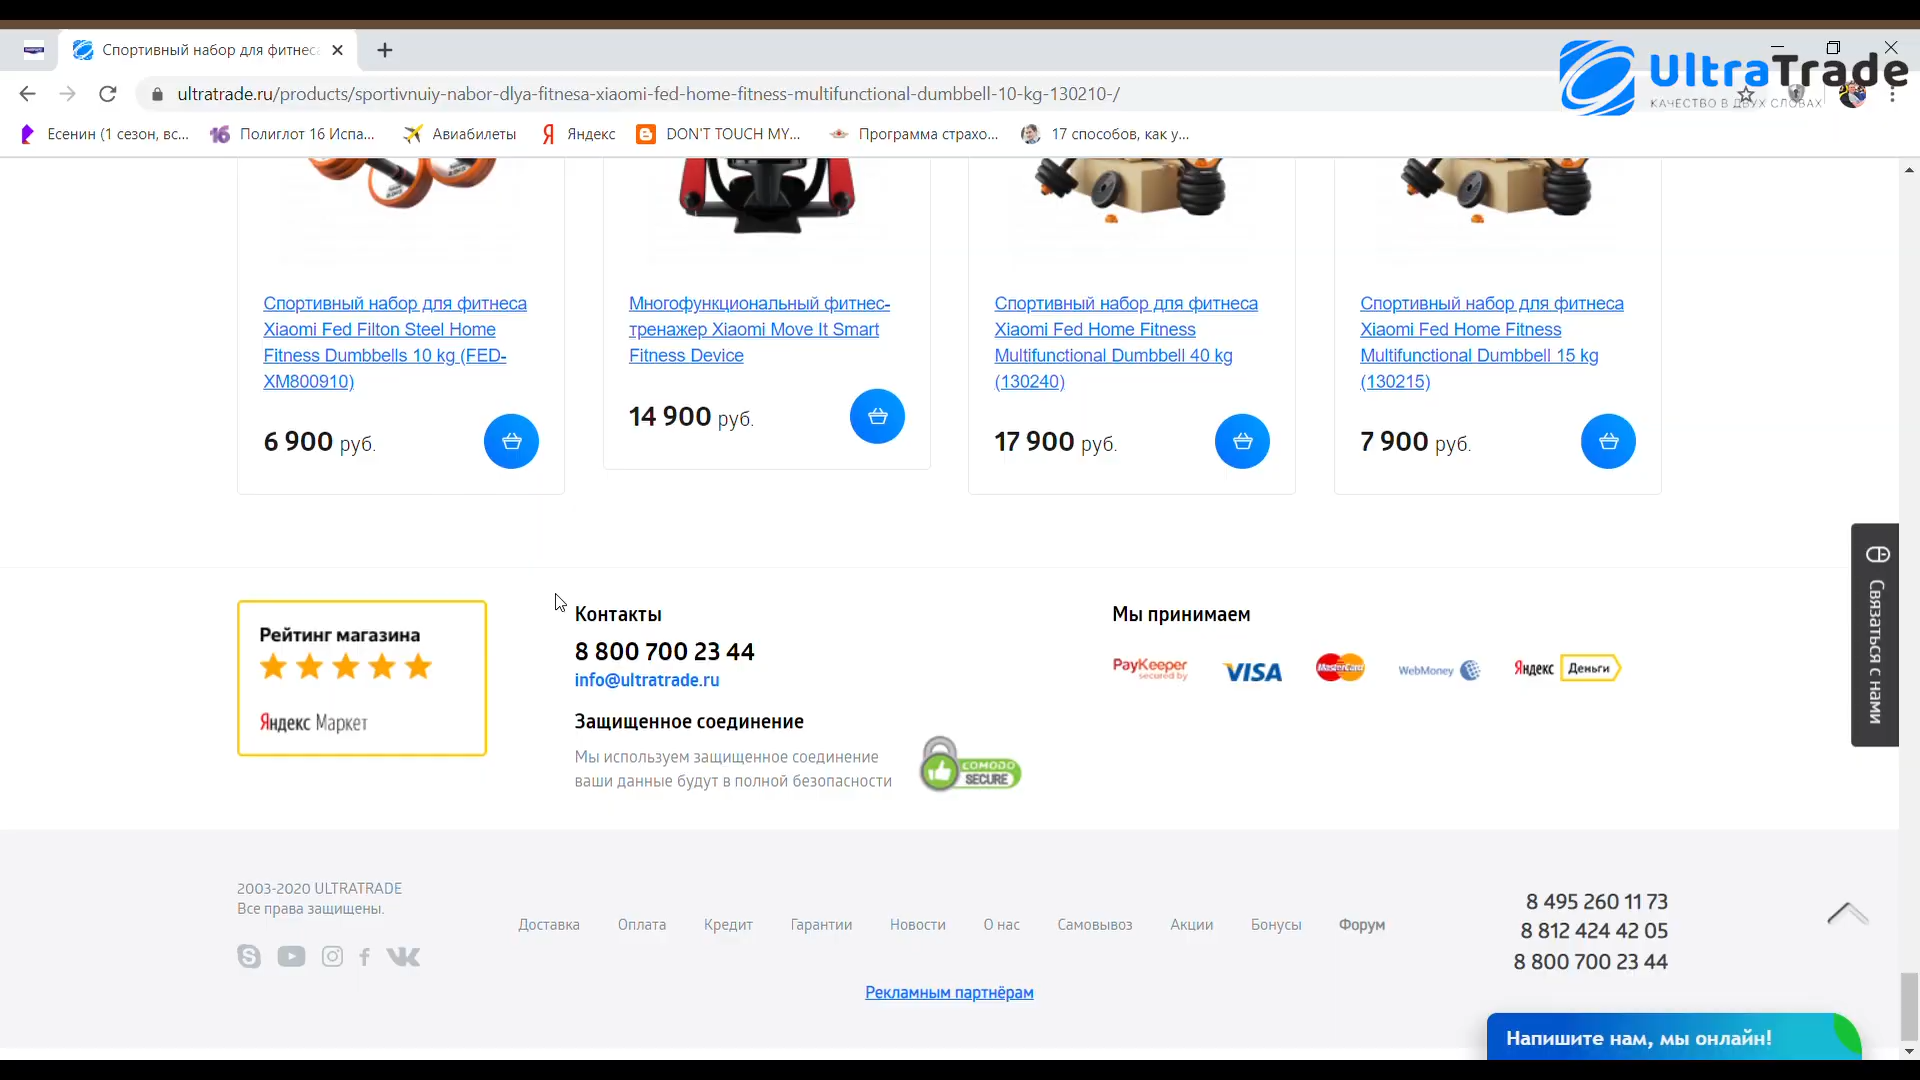 Спортивный набор для фитнеса
UltraTrade
КАЧЕСТВО В ДВУХ СЛОВАХ
ultratrade.ru/products/sportivnuiy-nabor-dlya-fitnesa-xiaomi-fed-home-fitness-multifunctional-dumbbell-10-kg-130210-/
Есенин (1 сезон, вс...
Полиглот 16 Испа...
Авиабилеты
Яндекс
DON'T TOUCH MY...
Программа страхо...
17 способов, как у...
Спортивный набор для фитнеса
Xiaomi Fed Filton Steel Home
Fitness Dumbbells 10 kg (FED-
XM800910)
6 900 руб.
Многофункциональный фитнес-
тренажер Xiaomi Move It Smart
Fitness Device
14 900 руб.
Спортивный набор для фитнеса
Xiaomi Fed Home Fitness
Multifunctional Dumbbell 40 kg
(130240)
17 900 руб.
Спортивный набор для фитнеса
Xiaomi Fed Home Fitness
Multifunctional Dumbbell 15 kg
(130215)
7 900 руб.
Связаться с нами
Рейтинг магазина
Яндекс Маркет
Контакты
8 800 700 23 44
info@ultratrade.ru
Защищенное соединение
Мы используем защищенное соединение
ваши данные будут в полной безопасности
COMODO
SECURE
Мы принимаем
PayKeeper
secured by
VISA
MasterCard
WebMoney
Яндекс Деньги
2003-2020 ULTRATRADE
Все права защищены.
Доставка
Оплата
Кредит
Гарантии
Новости
О нас
Самовывоз
Акции
Бонусы
Форум
Рекламным партнёрам
8 495 260 11 73
8 812 424 42 05
8 800 700 23 44
Напишите нам, мы онлайн!